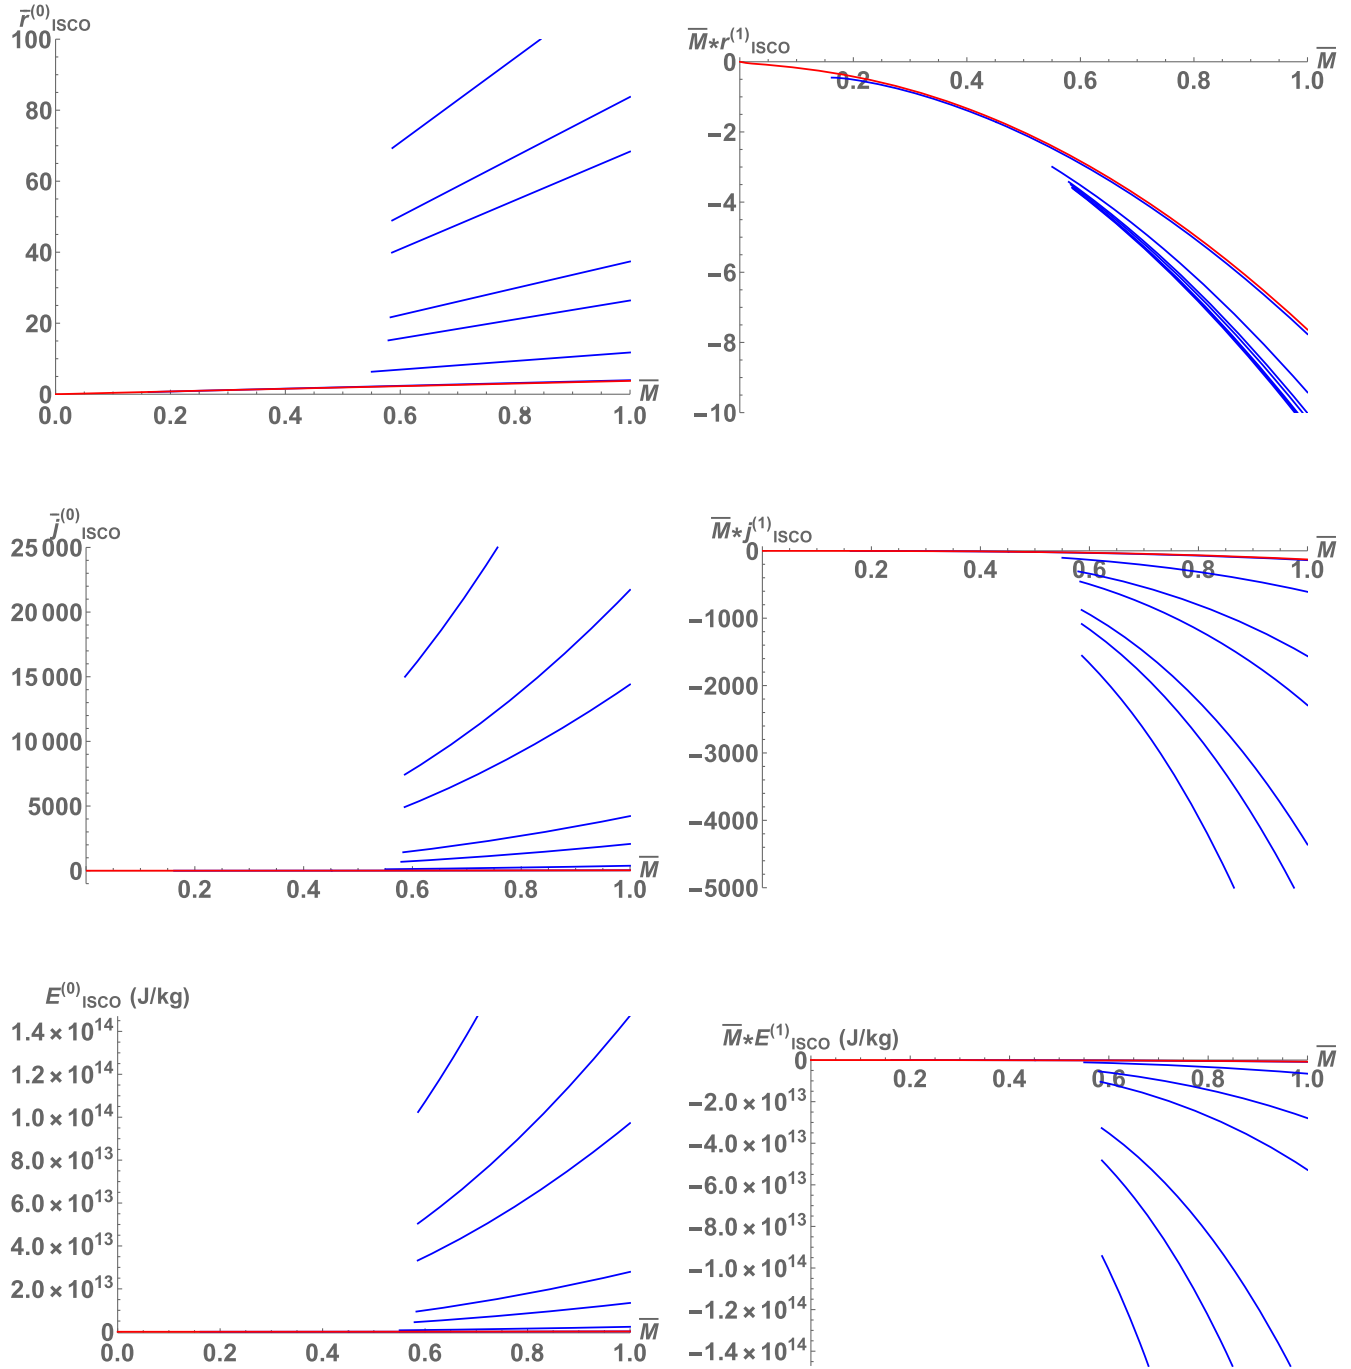 r̅⁽⁰⁾ISCO
100
80
60
40
20
0
0.0 0.2 0.4 0.6 0.8 1.0
M̅
M̅*r⁽¹⁾ISCO
M̅
0
0.2 0.4 0.6 0.8 1.0
−2
−4
−6
−8
−10
j̅⁽⁰⁾ISCO
25 000
20 000
15 000
10 000
5000
0
0.2 0.4 0.6 0.8 1.0
M̅
M̅*j⁽¹⁾ISCO
M̅
0
0.2 0.4 0.6 0.8 1.0
−1000
−2000
−3000
−4000
−5000
E⁽⁰⁾ISCO (J/kg)
1.4×10¹⁴
1.2×10¹⁴
1.0×10¹⁴
8.0×10¹³
6.0×10¹³
4.0×10¹³
2.0×10¹³
0
0.0 0.2 0.4 0.6 0.8 1.0
M̅
M̅*E⁽¹⁾ISCO (J/kg)
M̅
0
0.2 0.4 0.6 0.8 1.0
−2.0×10¹³
−4.0×10¹³
−6.0×10¹³
−8.0×10¹³
−1.0×10¹⁴
−1.2×10¹⁴
−1.4×10¹⁴